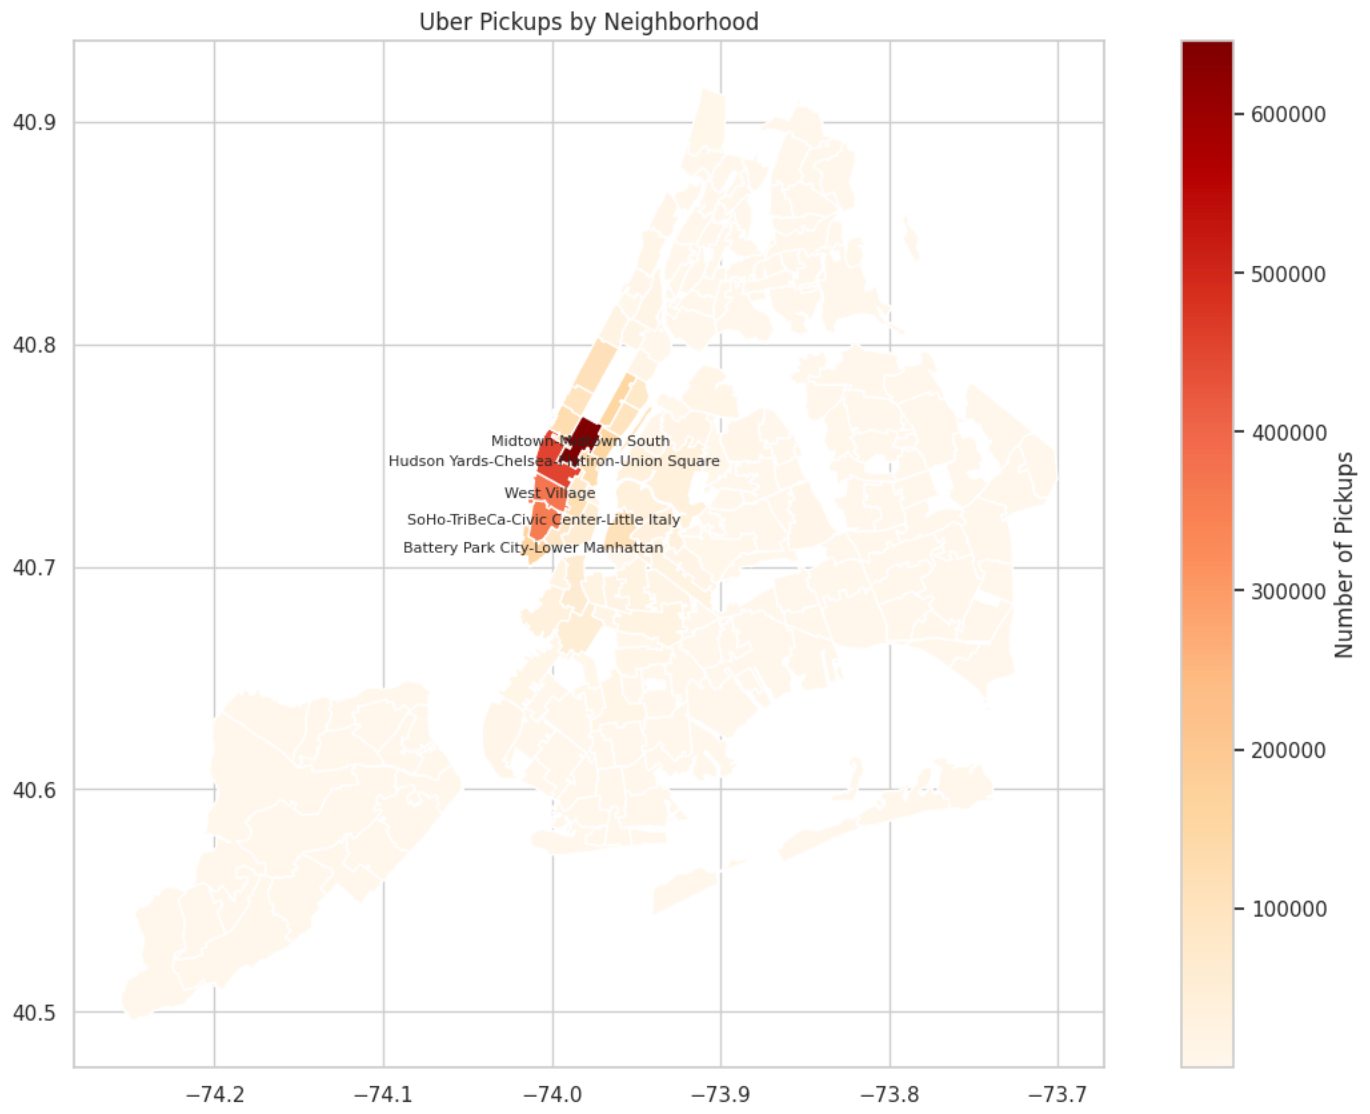 Uber Pickups by Neighborhood
40.9
40.8
40.7
40.6
40.5
−74.2
−74.1
−74.0
−73.9
−73.8
−73.7
Midtown-Midtown South
Hudson Yards-Chelsea-Flatiron-Union Square
West Village
SoHo-TriBeCa-Civic Center-Little Italy
Battery Park City-Lower Manhattan
600000
500000
400000
300000
200000
100000
Number of Pickups